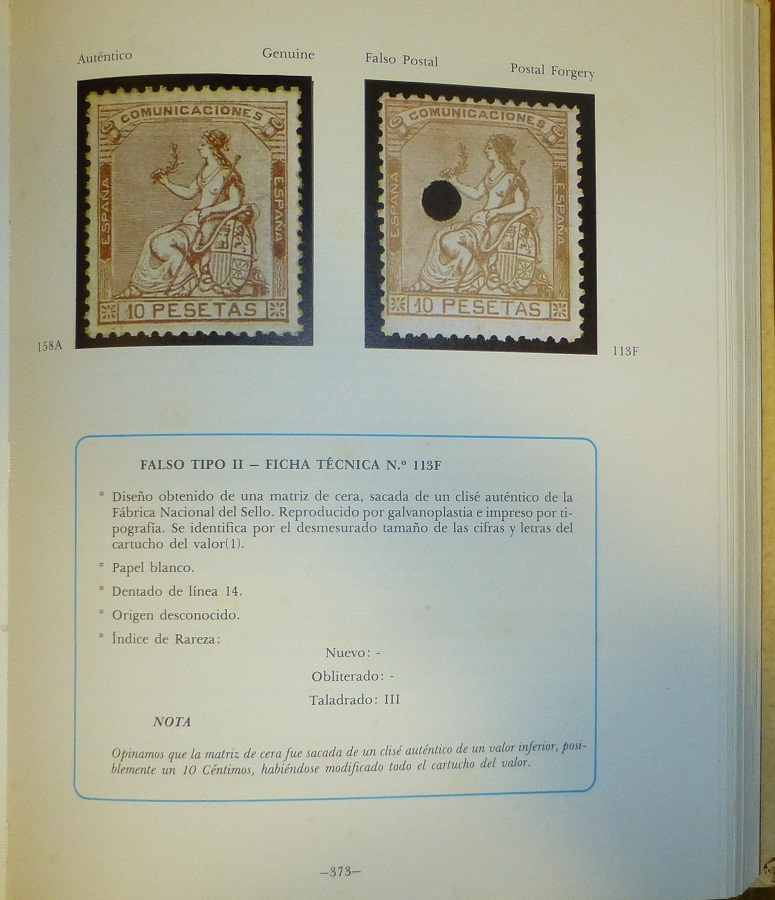 Auténtico Genuine Falso Postal Postal Forgery
COMUNICACIONES
ESPAÑA ESPAÑA
10 PESETAS
COMUNICACIONES
ESPAÑA ESPAÑA
10 PESETAS
158A 113F
FALSO TIPO II – FICHA TÉCNICA N.º 113F
* Diseño obtenido de una matriz de cera, sacada de un clisé auténtico de la
Fábrica Nacional del Sello. Reproducido por galvanoplastia e impreso por ti-
pografía. Se identifica por el desmesurado tamaño de las cifras y letras del
cartucho del valor(1).
* Papel blanco.
* Dentado de línea 14.
* Origen desconocido.
* Índice de Rareza:
Nuevo: -
Obliterado: -
Taladrado: III
NOTA
Opinamos que la matriz de cera fue sacada de un clisé auténtico de un valor inferior, posi-
blemente un 10 Céntimos, habiéndose modificado todo el cartucho del valor.
—373—